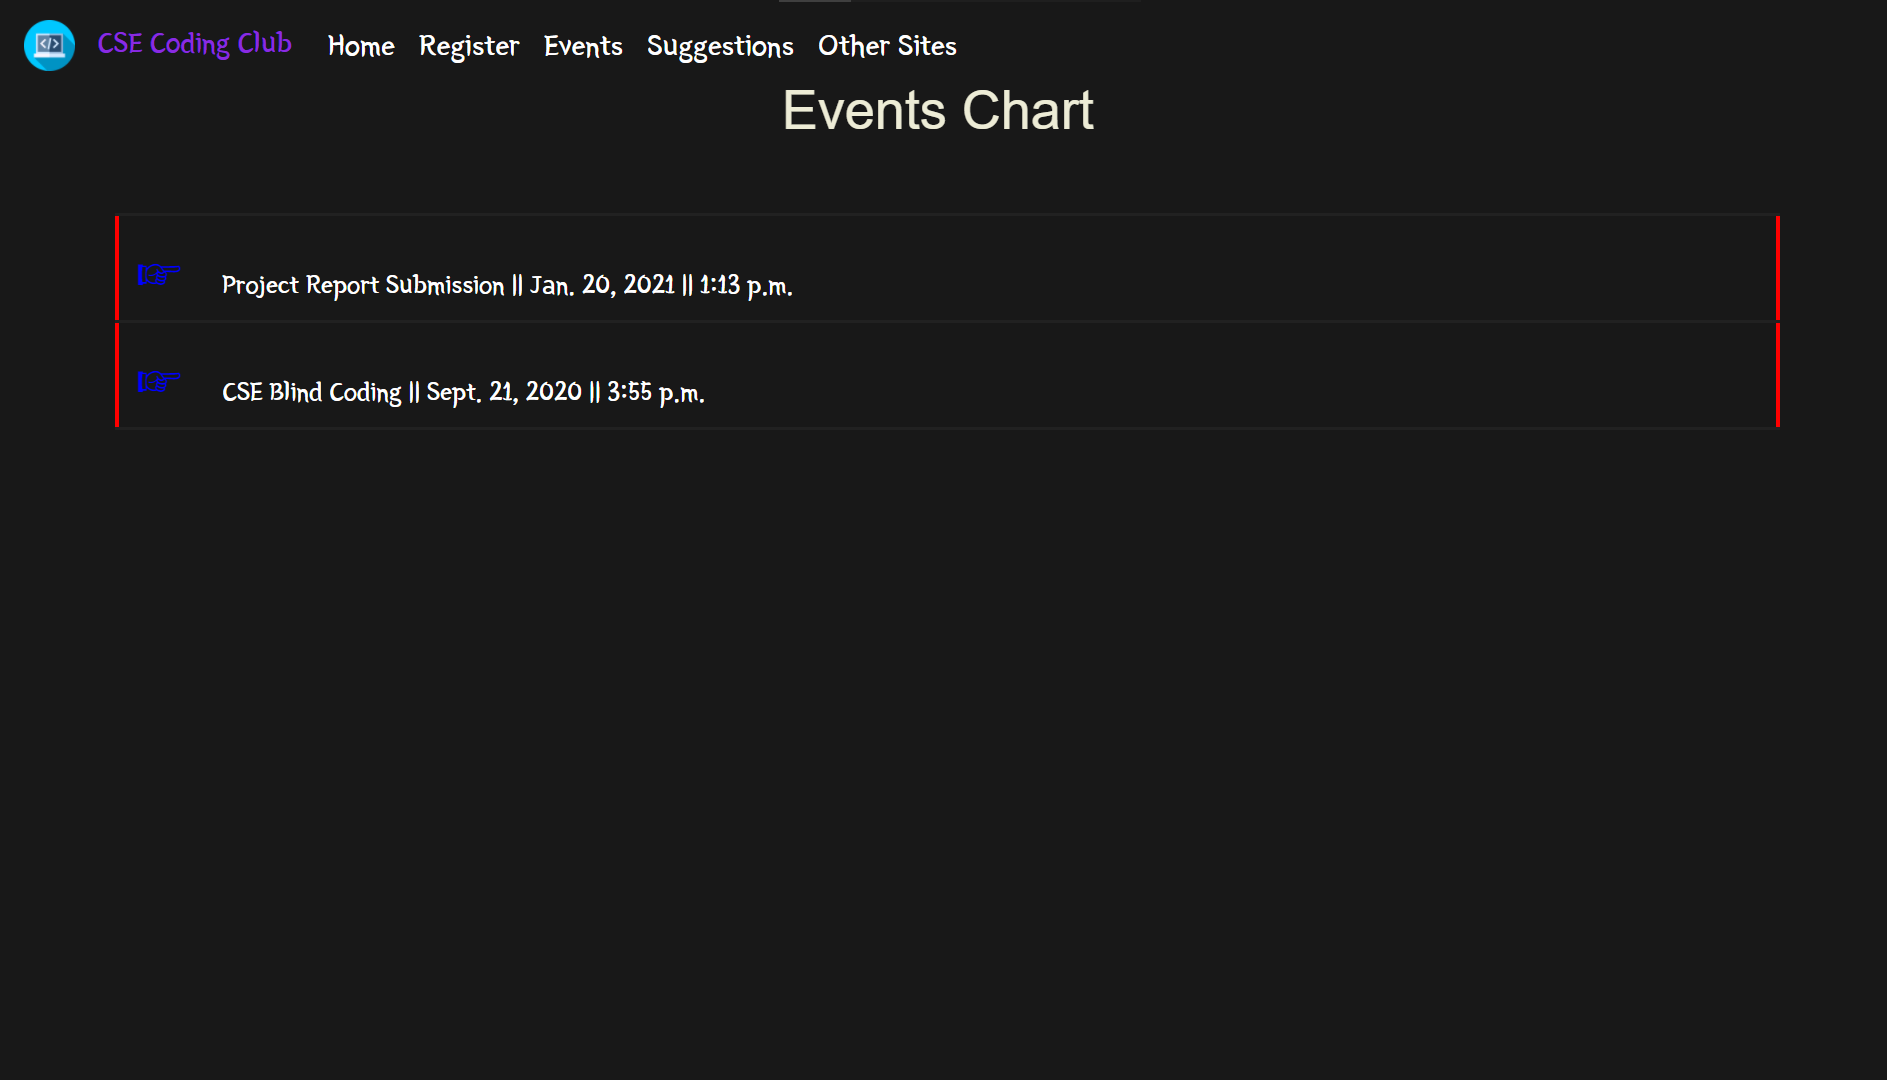 </> CSE Coding Club Home Register Events Suggestions Other Sites
Events Chart
☞ Project Report Submission || Jan. 20, 2021 || 1:13 p.m.
☞ CSE Blind Coding || Sept. 21, 2020 || 3:55 p.m.